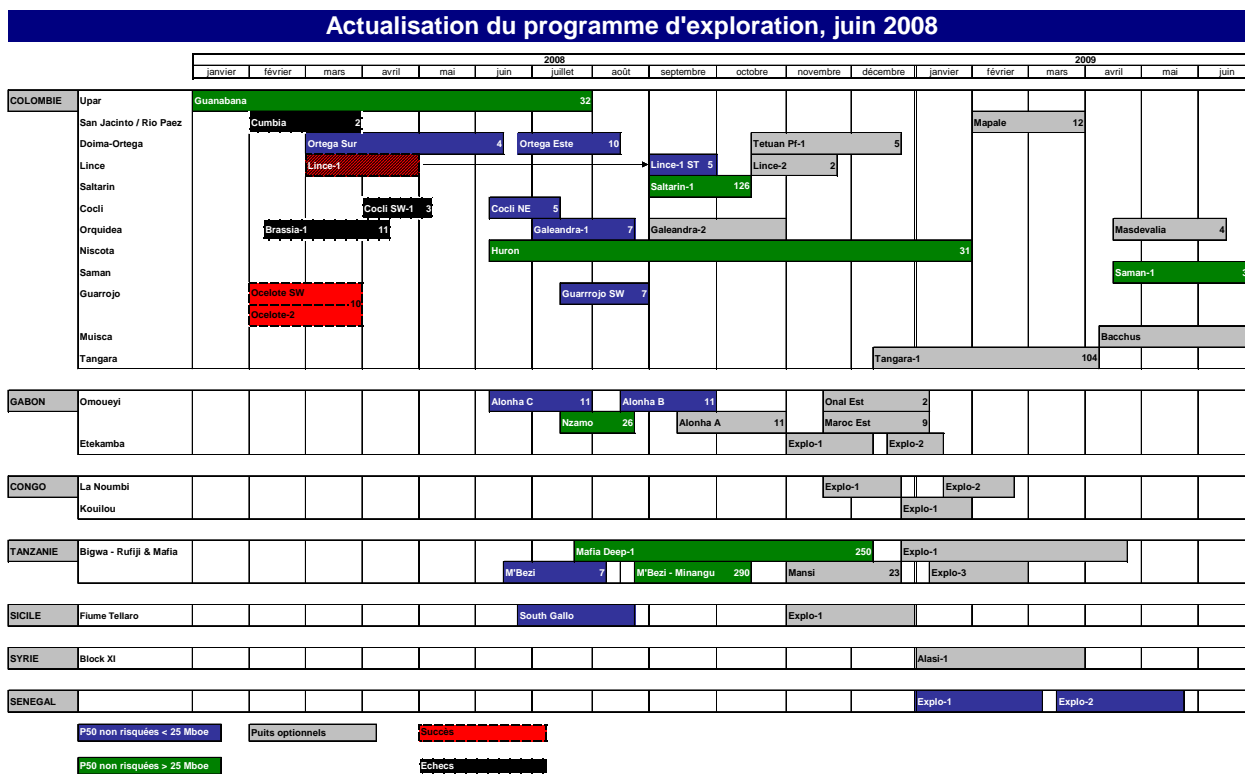 Actualisation du programme d'exploration, juin 2008
2008 2009
janvier février mars avril mai juin juillet août septembre octobre novembre décembre janvier février mars avril mai juin
COLOMBIE Upar Guanabana 32
San Jacinto / Rio Paez Cumbia 2 Mapale 12
Doima-Ortega Ortega Sur 4 Ortega Este 10 Tetuan Pf-1 5
Lince Lince-1 Lince-1 ST 5 Lince-2 2
Saltarin Saltarin-1 126
Cocli Cocli SW-1 3 Cocli NE 5
Orquidea Brassia-1 11 Galeandra-1 7 Galeandra-2 Masdevalia 4
Niscota Huron 31
Saman Saman-1
Guarrojo Ocelote SW 10 Guarrrojo SW 7
Ocelote-2
Muisca Bacchus
Tangara Tangara-1 104
GABON Omoueyi Alonha C 11 Alonha B 11 Onal Est 2
Nzamo 26 Alonha A 11 Maroc Est 9
Etekamba Explo-1 Explo-2
CONGO La Noumbi Explo-1 Explo-2
Kouilou Explo-1
TANZANIE Bigwa - Rufiji & Mafia Mafia Deep-1 250 Explo-1
M'Bezi 7 M'Bezi - Minangu 290 Mansi 23 Explo-3
SICILE Fiume Tellaro South Gallo Explo-1
SYRIE Block XI Alasi-1
SENEGAL Explo-1 Explo-2
P50 non risquées < 25 Mboe Puits optionnels Succès
P50 non risquées > 25 Mboe Echecs